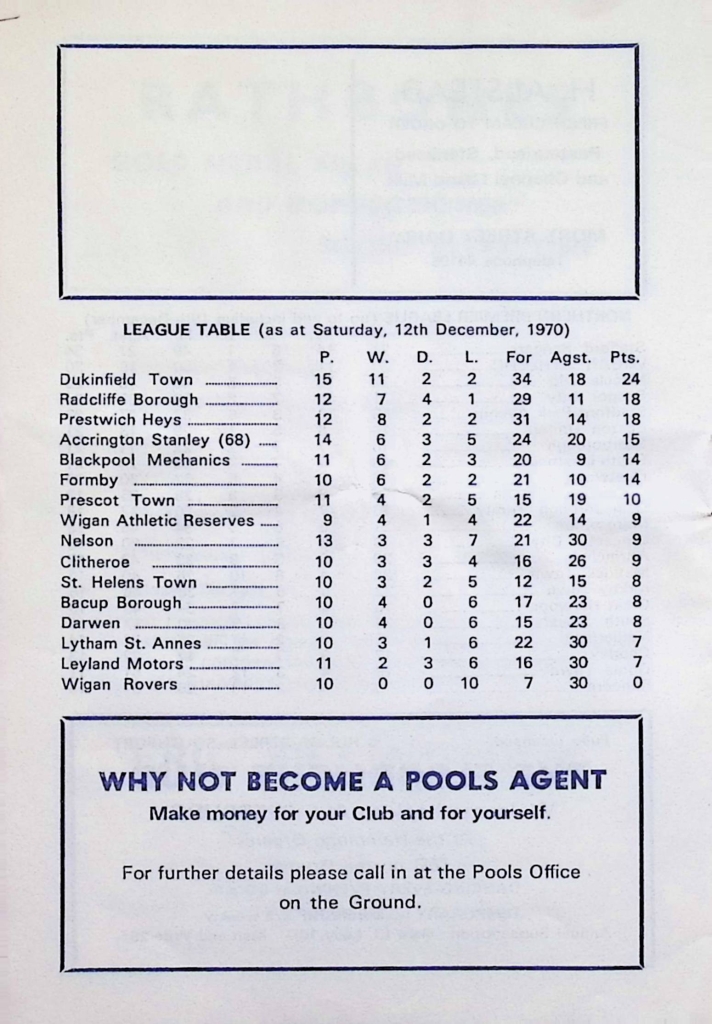 LEAGUE TABLE (as at Saturday, 12th December, 1970)
P. W. D. L. For Agst. Pts.
Dukinfield Town 15 11 2 2 34 18 24
Radcliffe Borough 12 7 4 1 29 11 18
Prestwich Heys 12 8 2 2 31 14 18
Accrington Stanley (68) 14 6 3 5 24 20 15
Blackpool Mechanics 11 6 2 3 20 9 14
Formby 10 6 2 2 21 10 14
Prescot Town 11 4 2 5 15 19 10
Wigan Athletic Reserves 9 4 1 4 22 14 9
Nelson 13 3 3 7 21 30 9
Clitheroe 10 3 3 4 16 26 9
St. Helens Town 10 3 2 5 12 15 8
Bacup Borough 10 4 0 6 17 23 8
Darwen 10 4 0 6 15 23 8
Lytham St. Annes 10 3 1 6 22 30 7
Leyland Motors 11 2 3 6 16 30 7
Wigan Rovers 10 0 0 10 7 30 0
WHY NOT BECOME A POOLS AGENT
Make money for your Club and for yourself.
For further details please call in at the Pools Office
on the Ground.